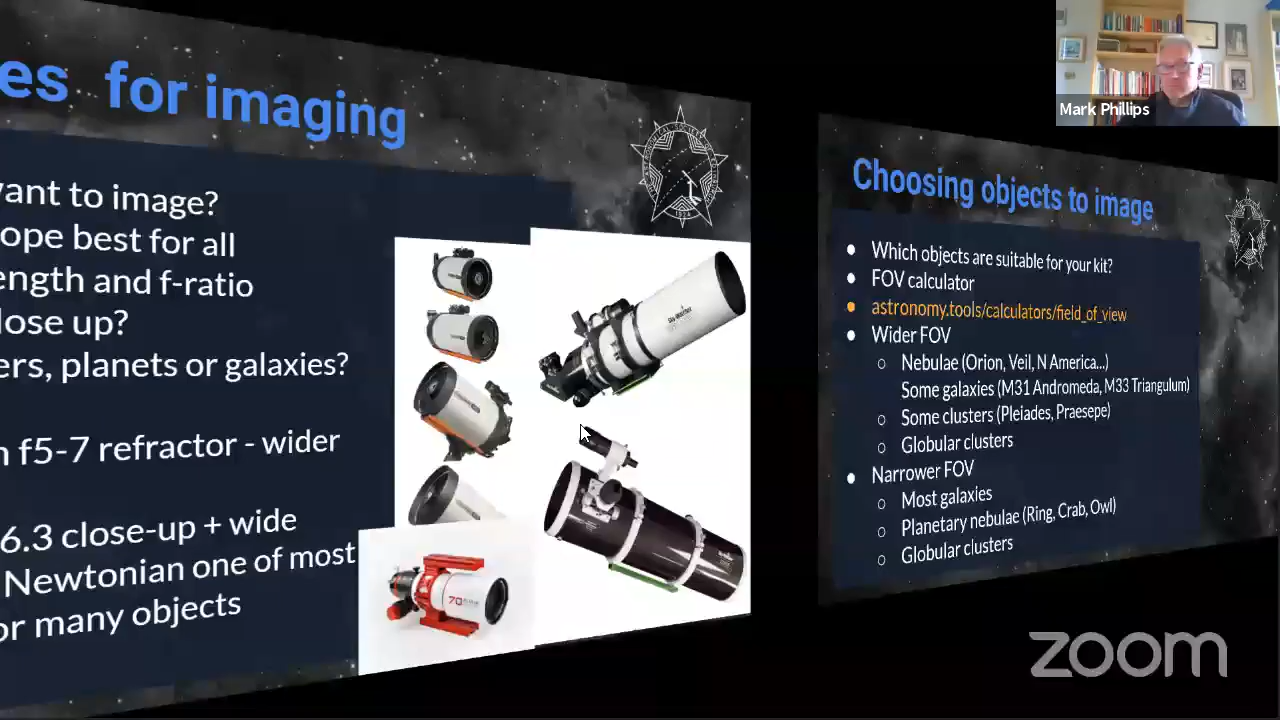 es for imaging
want to image?
ope best for all
ength and f-ratio
lose up?
ers, planets or galaxies?
n f5-7 refractor - wider
6.3 close-up + wide
Newtonian one of most
or many objects
Sky-Watcher
70
Choosing objects to image
Which objects are suitable for your kit?
FOV calculator
astronomy.tools/calculators/field_of_view
Wider FOV
Nebulae (Orion, Veil, N America...)
Some galaxies (M31 Andromeda, M33 Triangulum)
Some clusters (Pleiades, Praesepe)
Globular clusters
Narrower FOV
Most galaxies
Planetary nebulae (Ring, Crab, Owl)
Globular clusters
Mark Phillips
zoom